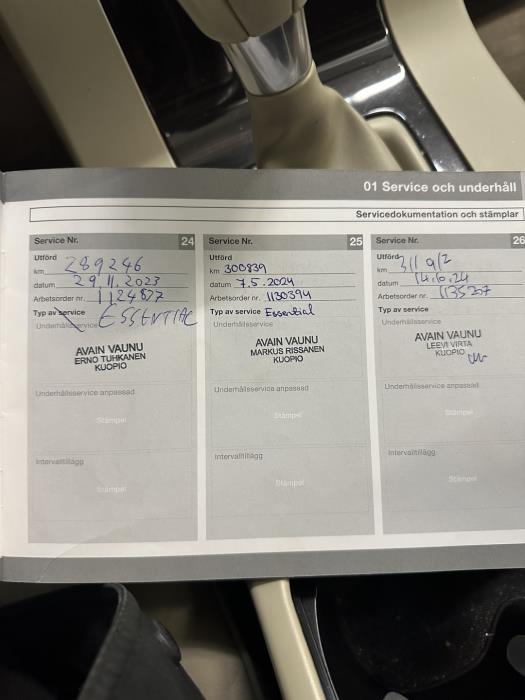 01 Service och underhåll
Servicedokumentation och stämplar
Service Nr. 24
Utförd
km 289246
datum 29.11.2023
Arbetsorder nr. 1124827
Typ av service ESSENTIAL
Underhållsservice
AVAIN VAUNU
ERNO TUHKANEN
KUOPIO
Underhållsservice anpassad
Stämpel
Intervalltillägg
Stämpel
Service Nr. 25
Utförd
km 300839
datum 7.5.2024
Arbetsorder nr. 1130394
Typ av service Essential
Underhållsservice
AVAIN VAUNU
MARKUS RISSANEN
KUOPIO
Underhållsservice anpassad
Stämpel
Intervalltillägg
Stämpel
Service Nr. 26
Utförd
km
datum 14.6.24
Arbetsorder nr. 1135257
Typ av service
Underhållsservice
AVAIN VAUNU
LEEVI VIRTA
KUOPIO
Underhållsservice anpassad
Stämpel
Intervalltillägg
Stämpel